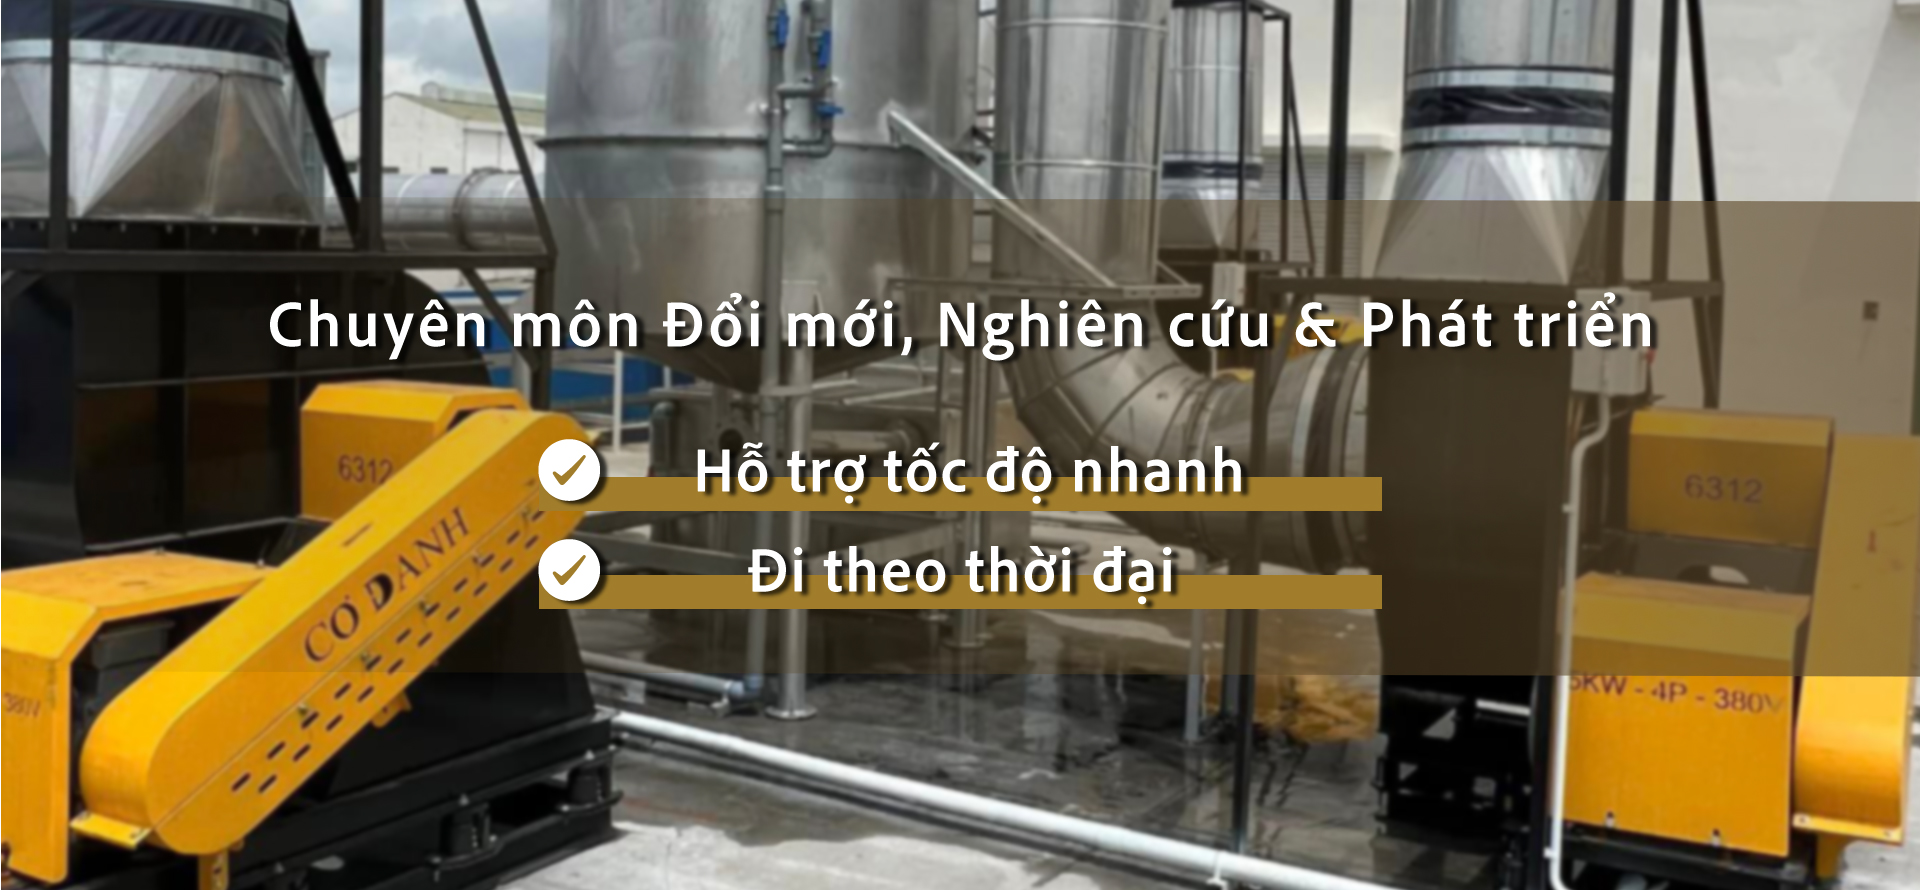 Chuyên môn Đổi mới, Nghiên cứu & Phát triển
Hỗ trợ tốc độ nhanh
Đi theo thời đại
6312
6312
CƠ DANH
5KW - 4P - 380V